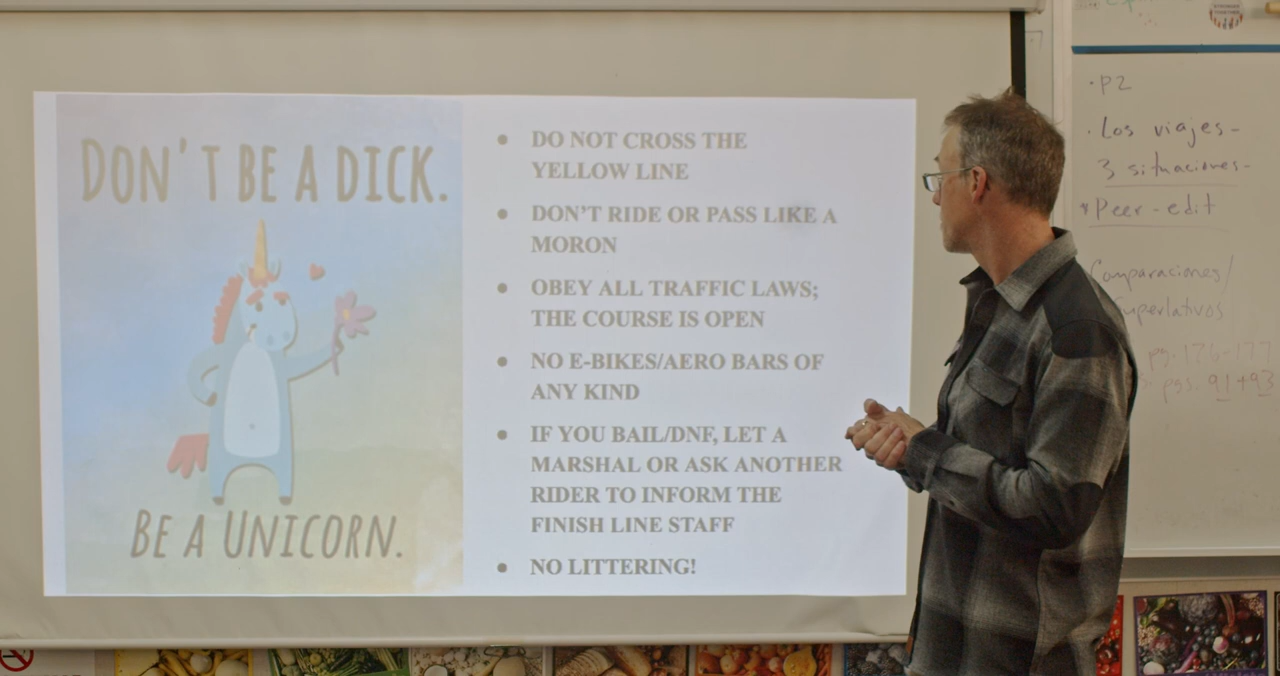 DON'T BE A DICK.
BE A UNICORN.
DO NOT CROSS THE
YELLOW LINE
DON'T RIDE OR PASS LIKE A
MORON
OBEY ALL TRAFFIC LAWS;
THE COURSE IS OPEN
NO E-BIKES/AERO BARS OF
ANY KIND
IF YOU BAIL/DNF, LET A
MARSHAL OR ASK ANOTHER
RIDER TO INFORM THE
FINISH LINE STAFF
NO LITTERING!
P2
Los viajes-
3 situaciones-
Peer-edit
Comparaciones/
superlativos
pg. 176-177
pgs. 91+93